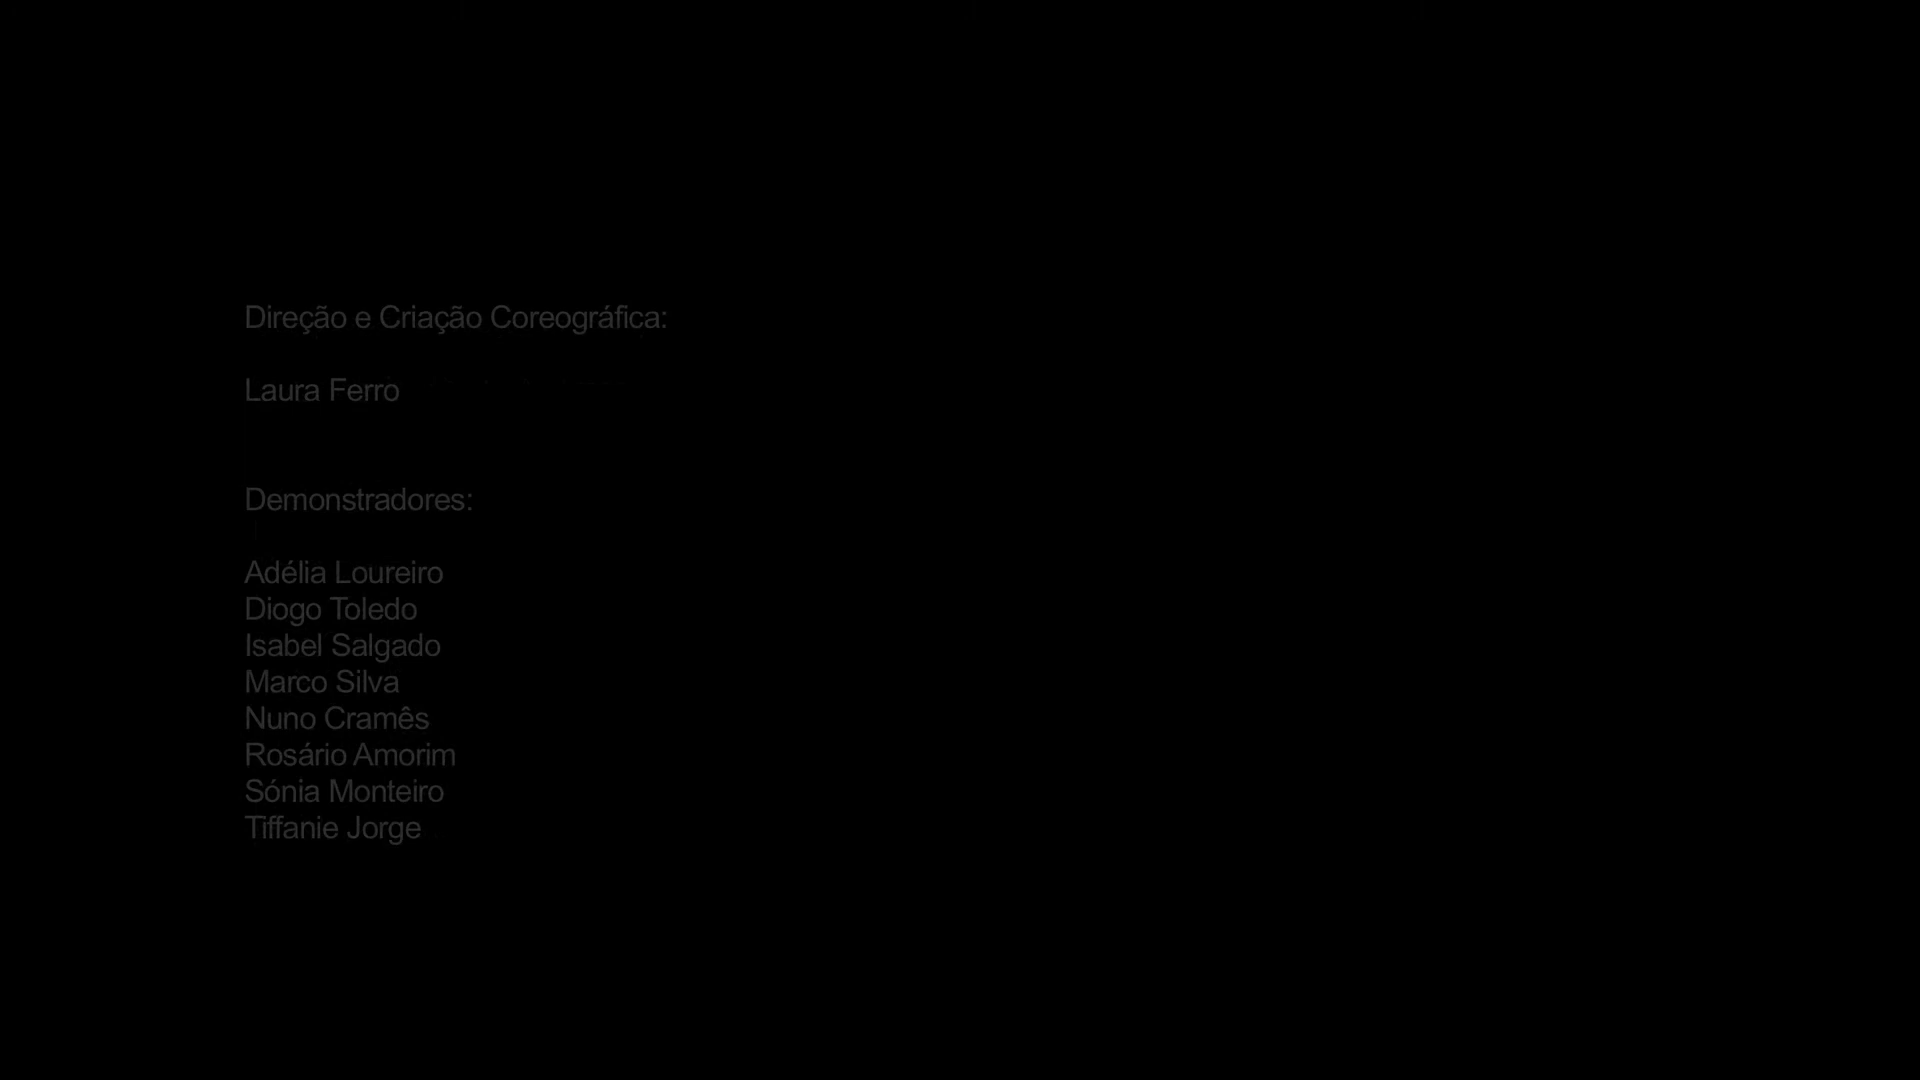 Direção e Criação Coreográfica:
Laura Ferro
Demonstradores:
Adélia Loureiro
Diogo Toledo
Isabel Salgado
Marco Silva
Nuno Cramês
Rosário Amorim
Sónia Monteiro
Tiffanie Jorge